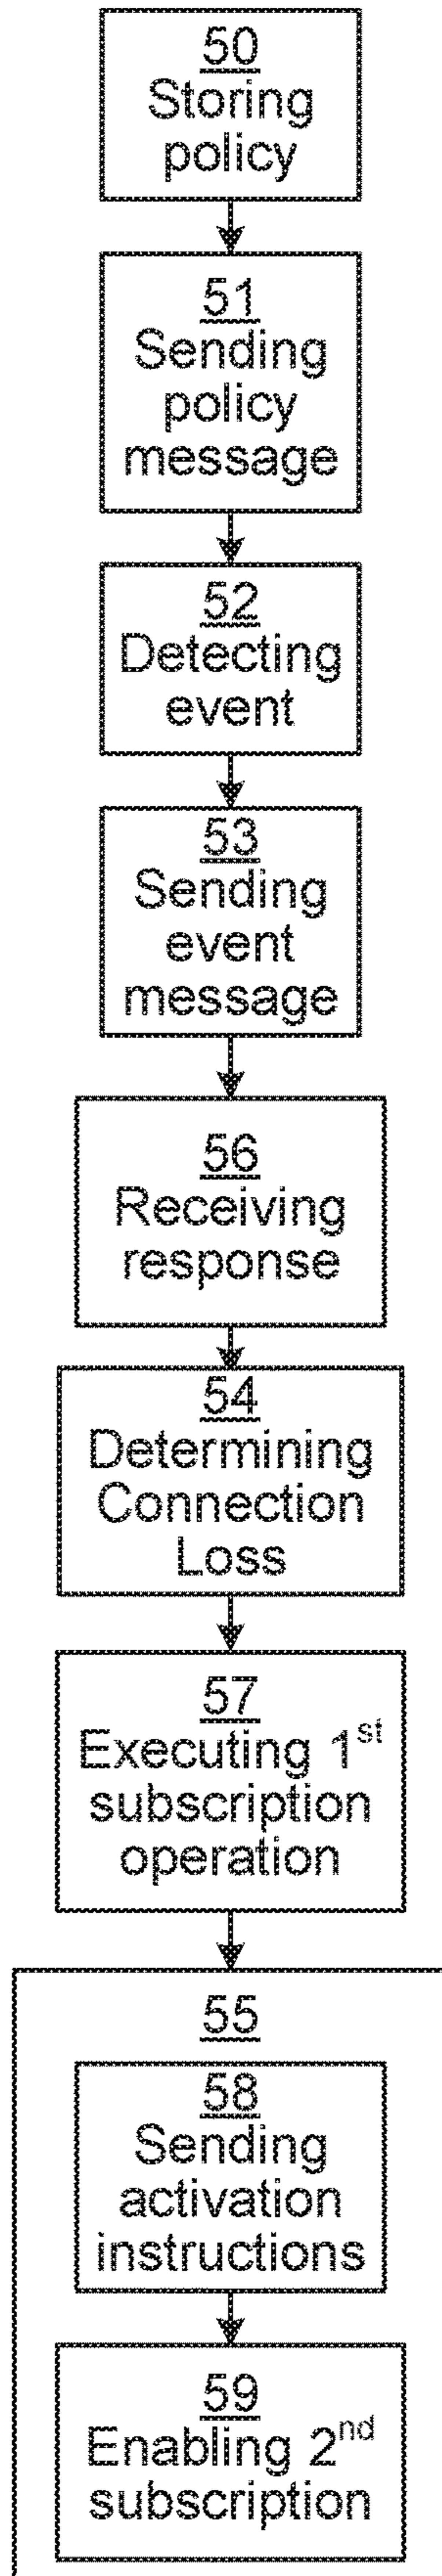 50
Storing
policy
51
Sending
policy
message
52
Detecting
event
53
Sending
event
message
56
Receiving
response
54
Determining
Connection
Loss
57
Executing 1st
subscription
operation
55
58
Sending
activation
instructions
59
Enabling 2nd
subscription